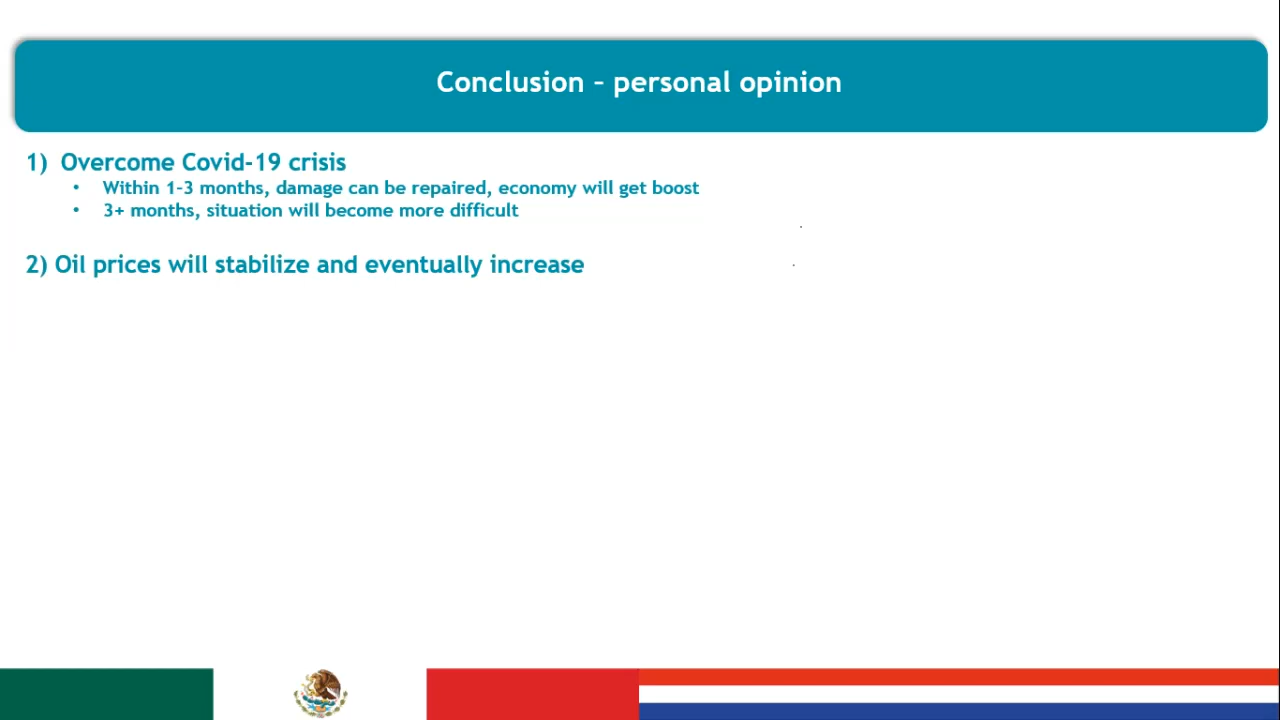 Conclusion – personal opinion
1) Overcome Covid-19 crisis
• Within 1-3 months, damage can be repaired, economy will get boost
• 3+ months, situation will become more difficult
2) Oil prices will stabilize and eventually increase